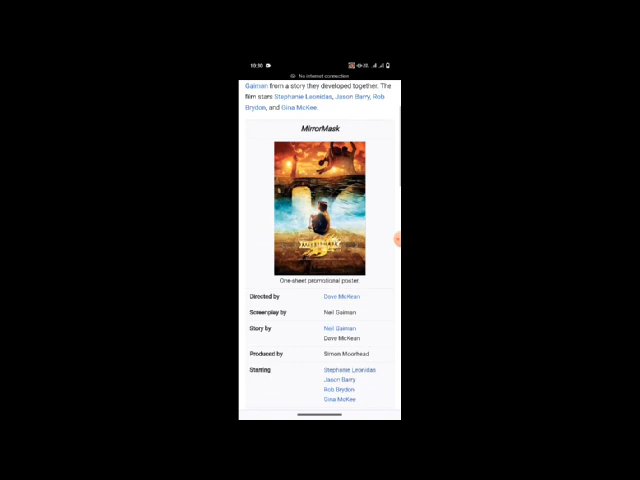 10:30
No internet connection
Gaiman from a story they developed together. The
film stars Stephanie Leonidas, Jason Barry, Rob
Brydon, and Gina McKee.
MirrorMask
One-sheet promotional poster.
Directed by Dave McKean
Screenplay by Neil Gaiman
Story by Neil Gaiman
Dave McKean
Produced by Simon Moorhead
Starring Stephanie Leonidas
Jason Barry
Rob Brydon
Gina McKee